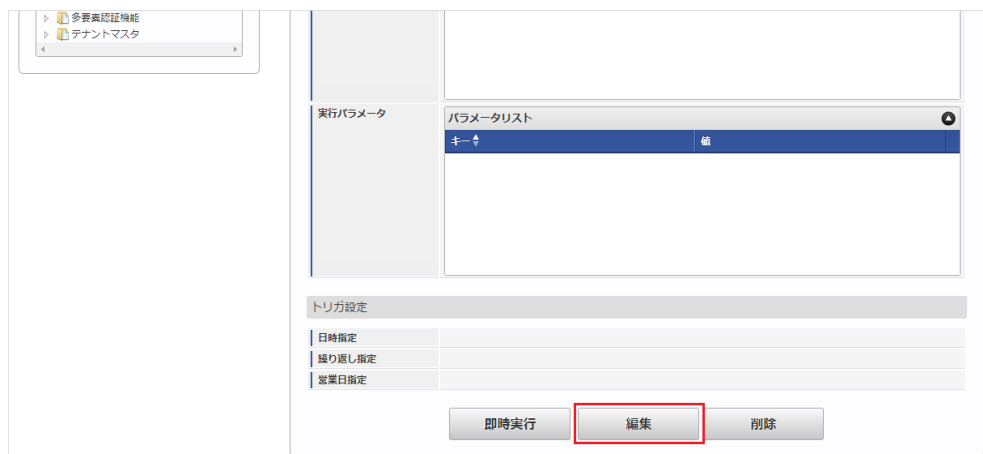 多要素認証機能
テナントマスタ
実行パラメータ
パラメータリスト
キー
値
トリガ設定
日時指定
繰り返し指定
営業日指定
即時実行
編集
削除